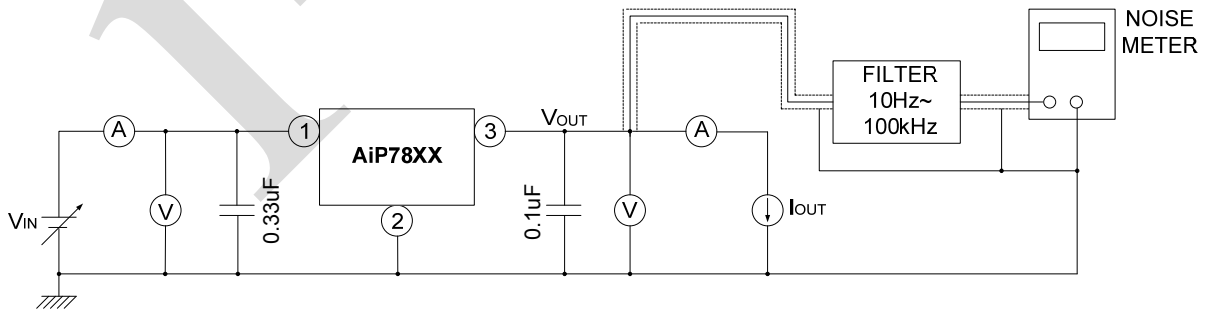 NOISE
METER
FILTER
10Hz~
100kHz
VOUT
A
1
3
A
AiP78XX
VIN
V
0.33uF
2
0.1uF
V
IOUT